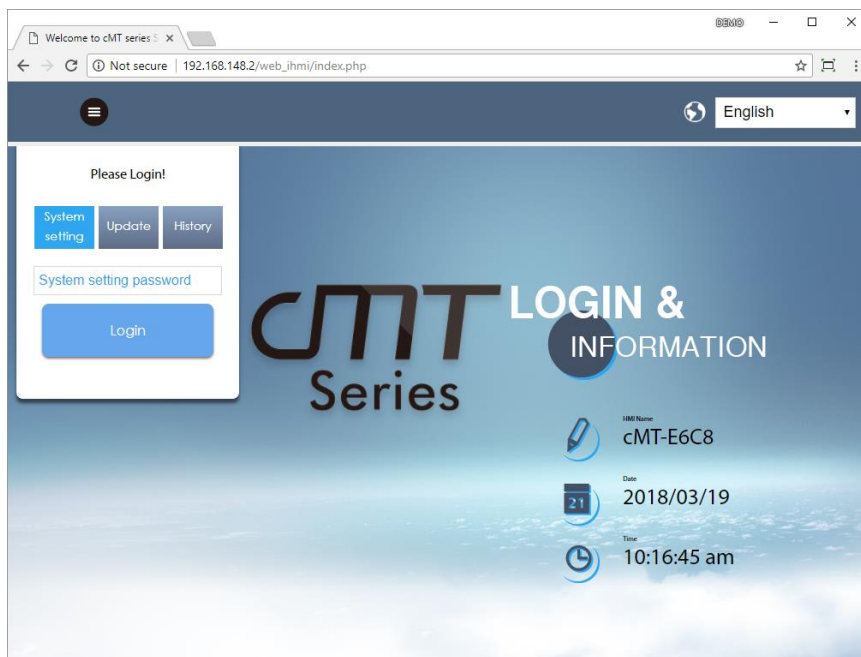 DEMO
Welcome to cMT series S
Not secure | 192.168.148.2/web_ihmi/index.php
English
Please Login!
System setting
Update
History
System setting password
Login
cMT
Series
LOGIN &
INFORMATION
HMI Name
cMT-E6C8
Date
21
2018/03/19
Time
10:16:45 am